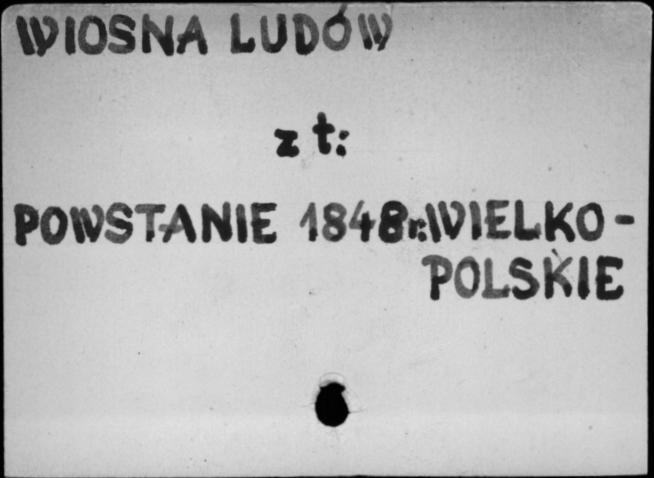 WIOSNA LUDÓW
z t:
POWSTANIE 1848r.WIELKO-
POLSKIE